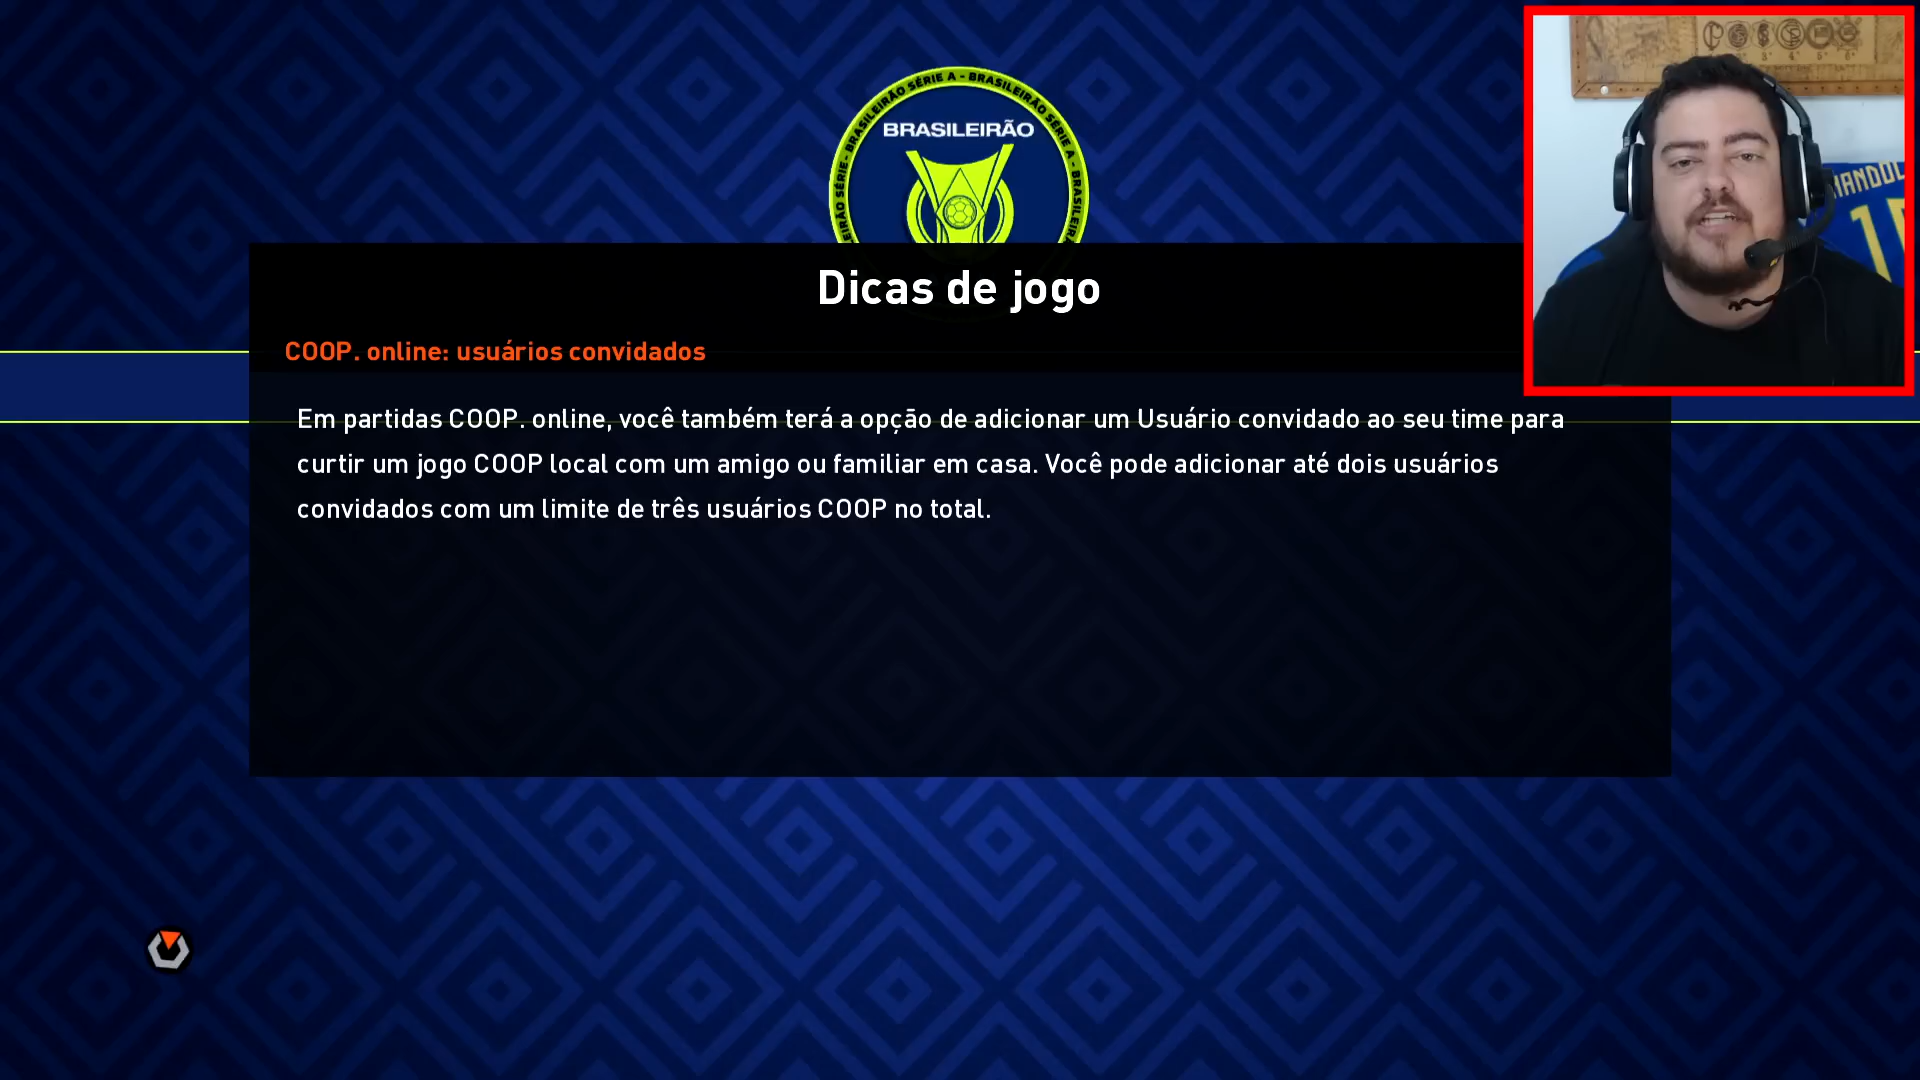 BRASILEIRÃO SÉRIE A - BRASILEIRÃO SÉRIE A - BRASILEIR
BRASILEIRÃO
Dicas de jogo
COOP. online: usuários convidados
Em partidas COOP. online, você também terá a opção de adicionar um Usuário convidado ao seu time para
curtir um jogo COOP local com um amigo ou familiar em casa. Você pode adicionar até dois usuários
convidados com um limite de três usuários COOP no total.